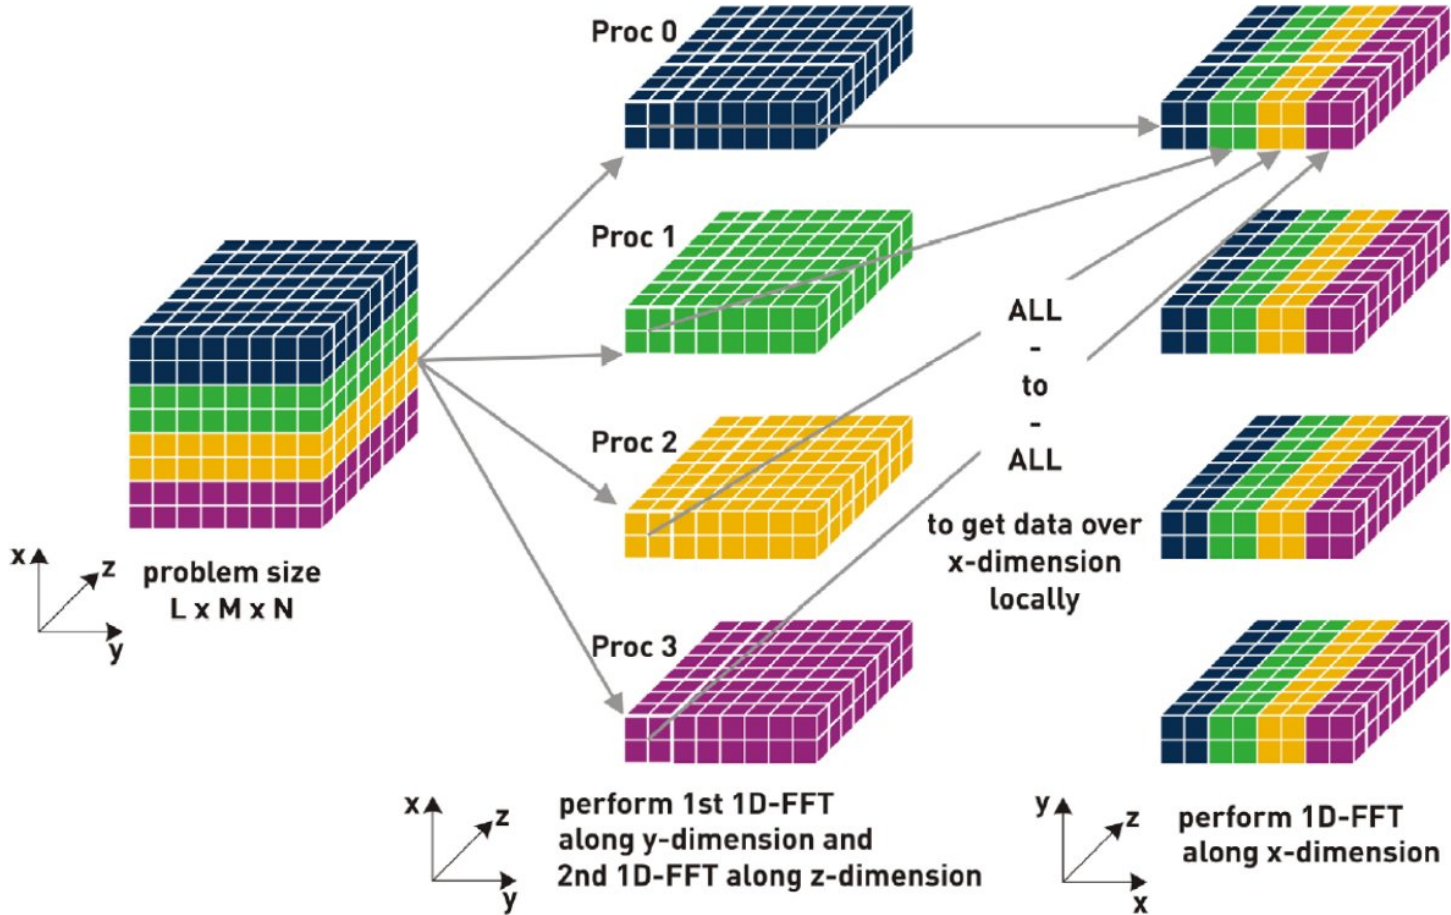 Proc 0
Proc 1
Proc 2
Proc 3
x
z
y
problem size
L x M x N
ALL
-
to
-
ALL
to get data over
x-dimension
locally
x
z
y
perform 1st 1D-FFT
along y-dimension and
2nd 1D-FFT along z-dimension
y
z
x
perform 1D-FFT
along x-dimension